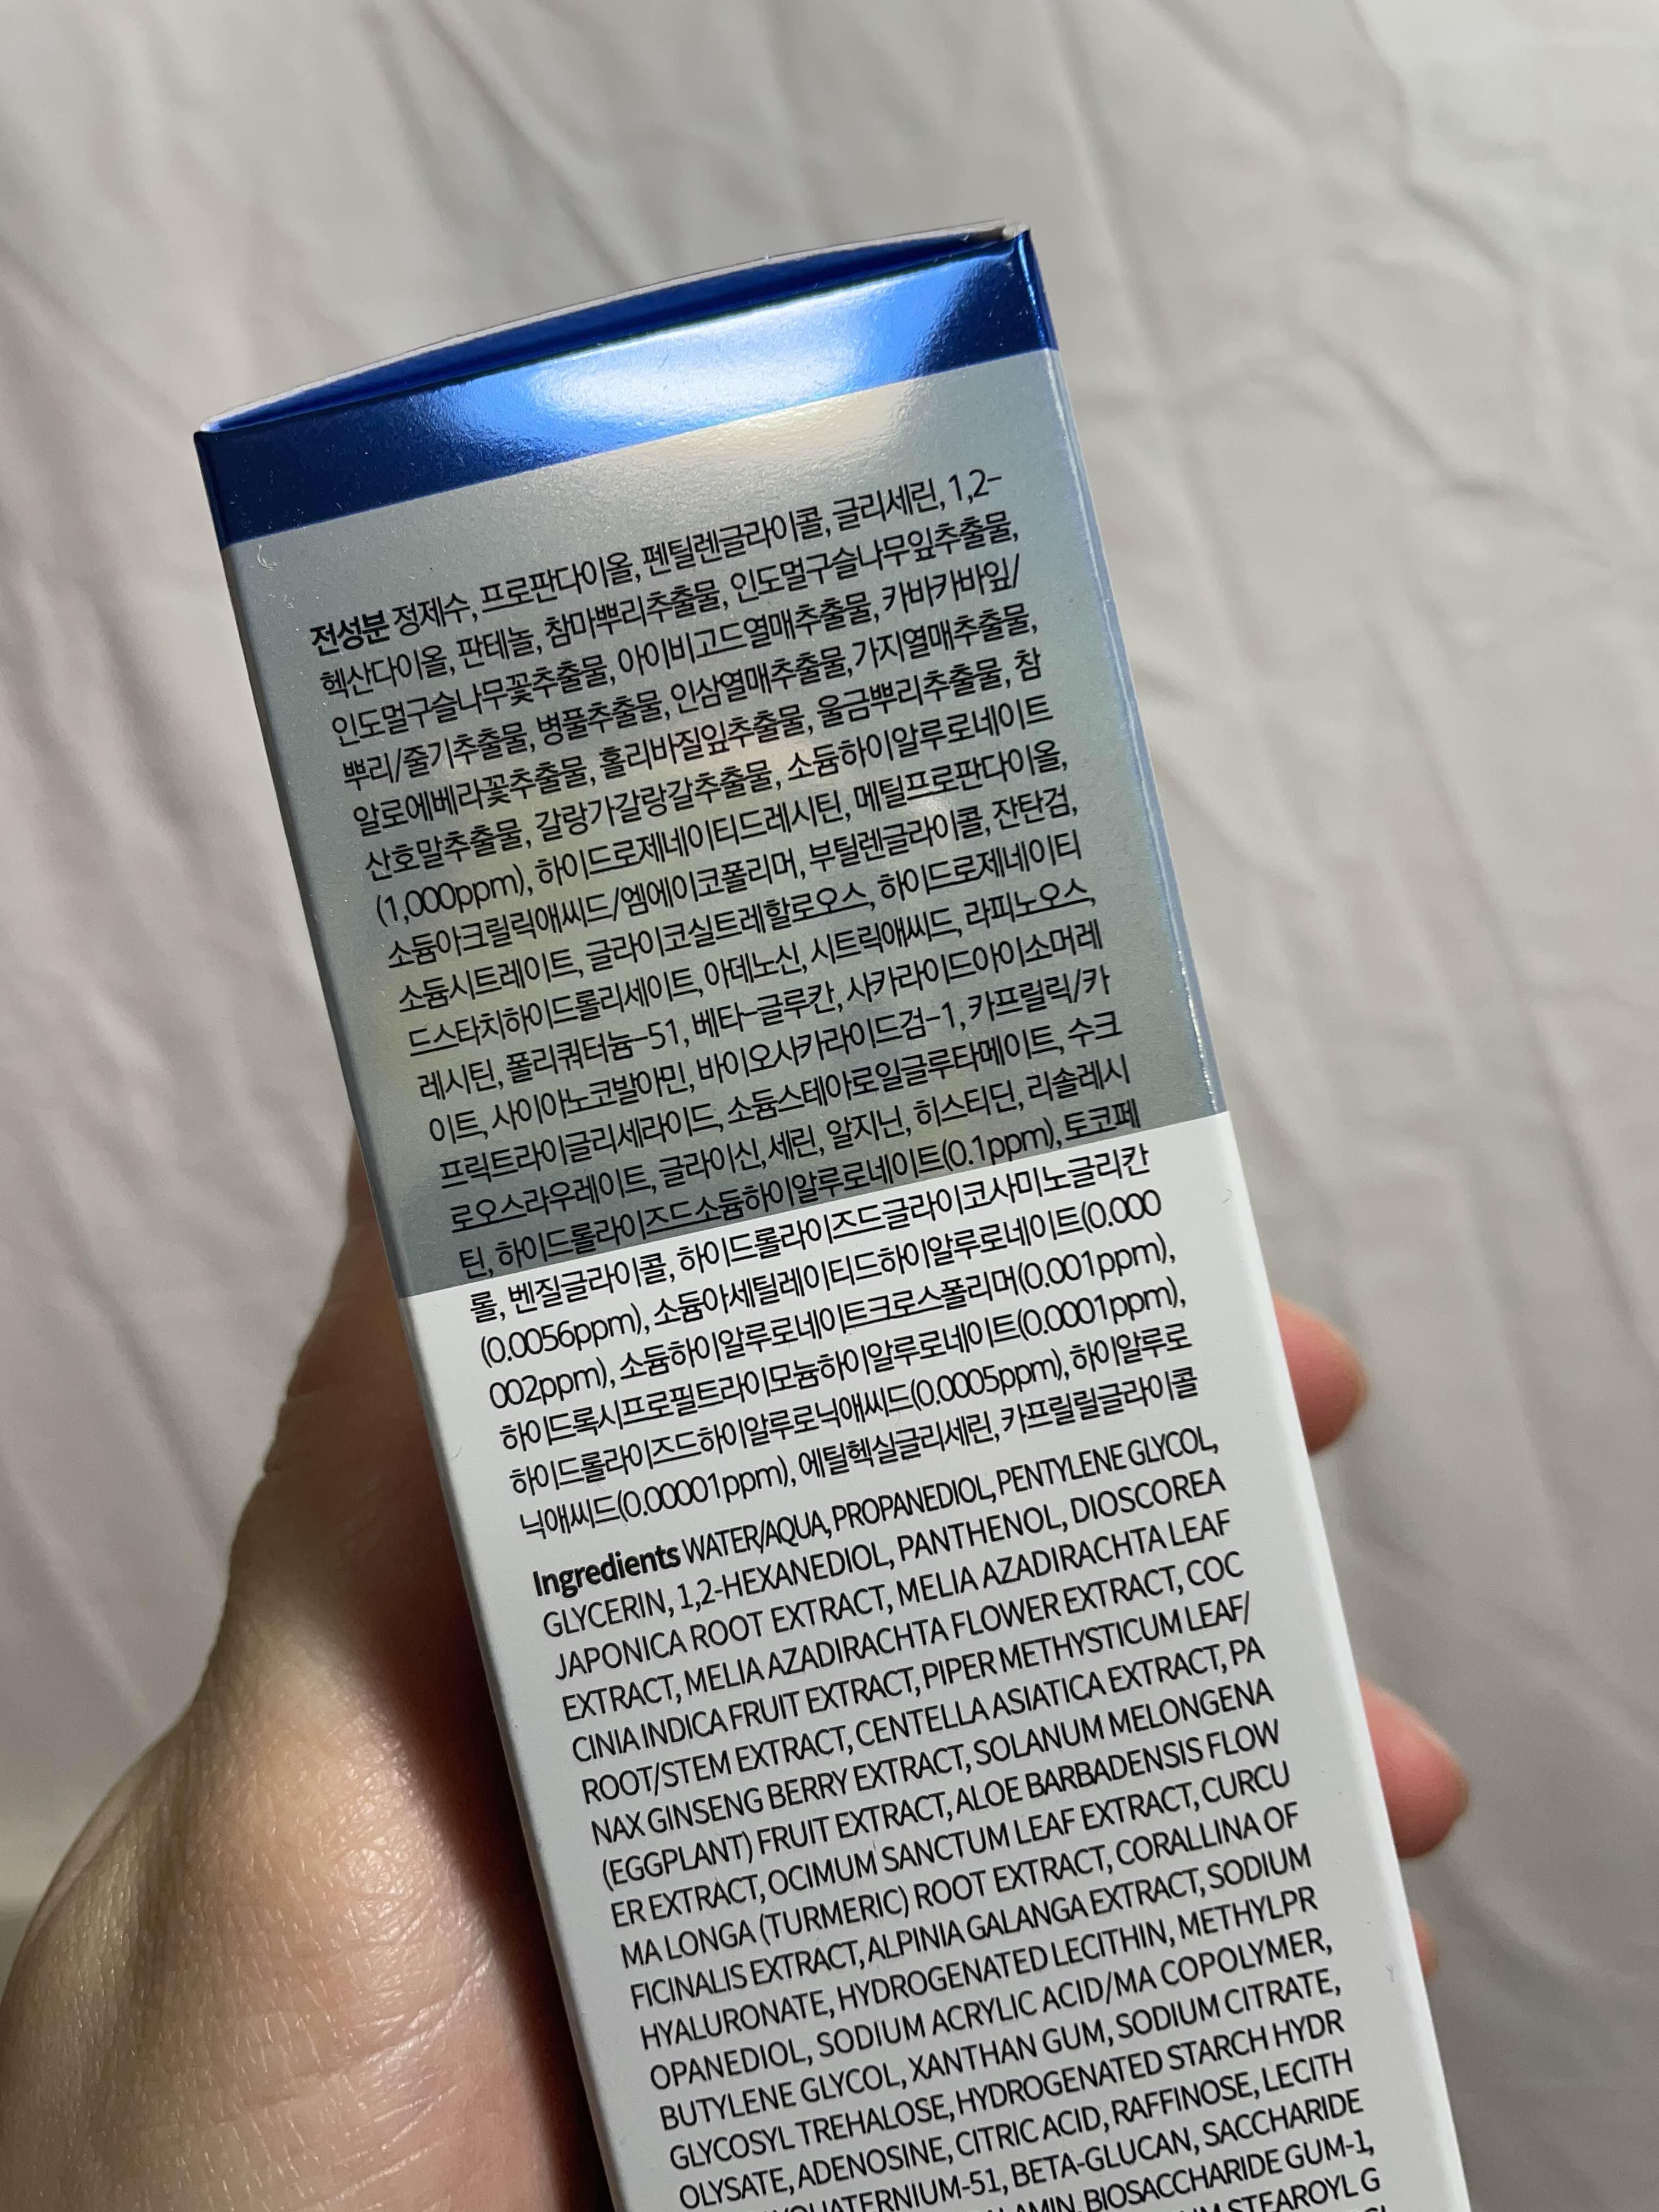 전성분 정제수, 프로판다이올, 펜틸렌글라이콜, 글리세린, 1,2-
헥산다이올, 판테놀, 참마뿌리추출물, 인도멀구슬나무잎추출물,
인도멀구슬나무꽃추출물, 아이비고드열매추출물, 카바카바잎/
뿌리/줄기추출물, 병풀추출물, 인삼열매추출물,가지열매추출물,
알로에베라꽃추출물, 홀리바질잎추출물, 울금뿌리추출물, 참
산호말추출물, 갈랑가갈랑갈추출물, 소듐하이알루로네이트
(1,000ppm), 하이드로제네이티드레시틴, 메틸프로판다이올,
소듐아크릴릭애씨드/엠에이코폴리머, 부틸렌글라이콜, 잔탄검,
소듐시트레이트, 글라이코실트레할로오스, 하이드로제네이티
드스타치하이드롤리세이트, 아데노신, 시트릭애씨드, 라피노오스,
레시틴, 폴리쿼터늄-51, 베타-글루칸, 사카라이드아이소머레
이트, 사이아노코발아민, 바이오사카라이드검-1, 카프릴릭/카
프릭트라이글리세라이드, 소듐스테아로일글루타메이트, 수크
로오스라우레이트, 글라이신, 세린, 알지닌, 히스티딘, 리솔레시
틴, 하이드롤라이즈드소듐하이알루로네이트(0.1ppm), 토코페
롤, 벤질글라이콜, 하이드롤라이즈드글라이코사미노글리칸
(0.0056ppm), 소듐아세틸레이티드하이알루로네이트(0.000
002ppm), 소듐하이알루로네이트크로스폴리머(0.001ppm),
하이드록시프로필트라이모늄하이알루로네이트(0.0001ppm),
하이드롤라이즈드하이알루로닉애씨드(0.0005ppm), 하이알루로
닉애씨드(0.00001ppm), 에틸헥실글리세린, 카프릴릴글라이콜
Ingredients WATER/AQUA, PROPANEDIOL, PENTYLENE GLYCOL,
GLYCERIN, 1,2-HEXANEDIOL, PANTHENOL, DIOSCOREA
JAPONICA ROOT EXTRACT, MELIA AZADIRACHTA LEAF
EXTRACT, MELIA AZADIRACHTA FLOWER EXTRACT, COC
CINIA INDICA FRUIT EXTRACT, PIPER METHYSTICUM LEAF/
ROOT/STEM EXTRACT, CENTELLA ASIATICA EXTRACT, PA
NAX GINSENG BERRY EXTRACT, SOLANUM MELONGENA
(EGGPLANT) FRUIT EXTRACT, ALOE BARBADENSIS FLOW
ER EXTRACT, OCIMUM SANCTUM LEAF EXTRACT, CURCU
MA LONGA (TURMERIC) ROOT EXTRACT, CORALLINA OF
FICINALIS EXTRACT, ALPINIA GALANGA EXTRACT, SODIUM
HYALURONATE, HYDROGENATED LECITHIN, METHYLPR
OPANEDIOL, SODIUM ACRYLIC ACID/MA COPOLYMER,
BUTYLENE GLYCOL, XANTHAN GUM, SODIUM CITRATE,
GLYCOSYL TREHALOSE, HYDROGENATED STARCH HYDR
OLYSATE, ADENOSINE, CITRIC ACID, RAFFINOSE, LECITH
BETA-GLUCAN, SACCHARIDE
BIOSACCHARIDE GUM-1,
STEAROYL G